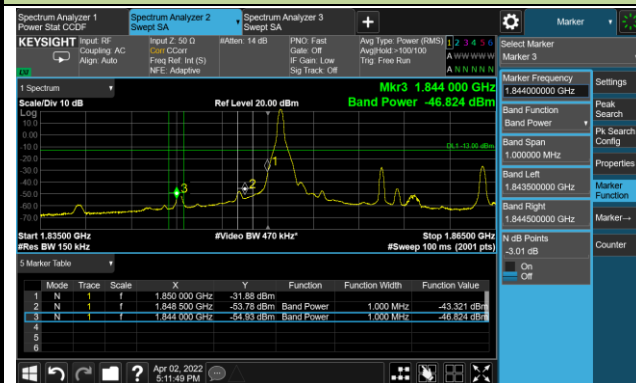 Spectrum Analyzer 1
Power Stat CCDF
Spectrum Analyzer 2
Swept SA
Spectrum Analyzer 3
Swept SA
+
Marker
KEYSIGHT
Input: RF
Coupling: AC
Align: Auto
Input Z: 50 Ω
Corr CCorr
Freq Ref: Int (S)
NFE: Adaptive
#Atten: 14 dB
PNO: Fast
Gate: Off
IF Gain: Low
Sig Track: Off
Avg Type: Power (RMS)
Avg|Hold:>100/100
Trig: Free Run
1 2 3 4 5 6
A W W W W W
A N N N N N
Select Marker
Marker 3
1 Spectrum
Scale/Div 10 dB
Ref Level 20.00 dBm
Mkr3 1.844 000 GHz
Band Power -46.824 dBm
Log
10.0
0.00
-10.0
-20.0
-30.0
-40.0
-50.0
-60.0
-70.0
DL1 -13.00 dBm
1
2
3
Start 1.83500 GHz
#Res BW 150 kHz
#Video BW 470 kHz*
Stop 1.86500 GHz
#Sweep 100 ms (2001 pts)
5 Marker Table
Mode Trace Scale X Y Function Function Width Function Value
1 N 1 f 1.850 000 GHz -31.88 dBm
2 N 1 f 1.848 500 GHz -53.78 dBm Band Power 1.000 MHz -43.321 dBm
3 N 1 f 1.844 000 GHz -54.93 dBm Band Power 1.000 MHz -46.824 dBm
4
5
6
Marker Frequency
1.844000000 GHz
Band Function
Band Power
Band Span
1.000000 MHz
Band Left
1.843500000 GHz
Band Right
1.844500000 GHz
N dB Points
-3.01 dB
On
Off
Settings
Peak
Search
Pk Search
Config
Properties
Marker
Function
Marker→
Counter
?
Apr 02, 2022
5:11:49 PM